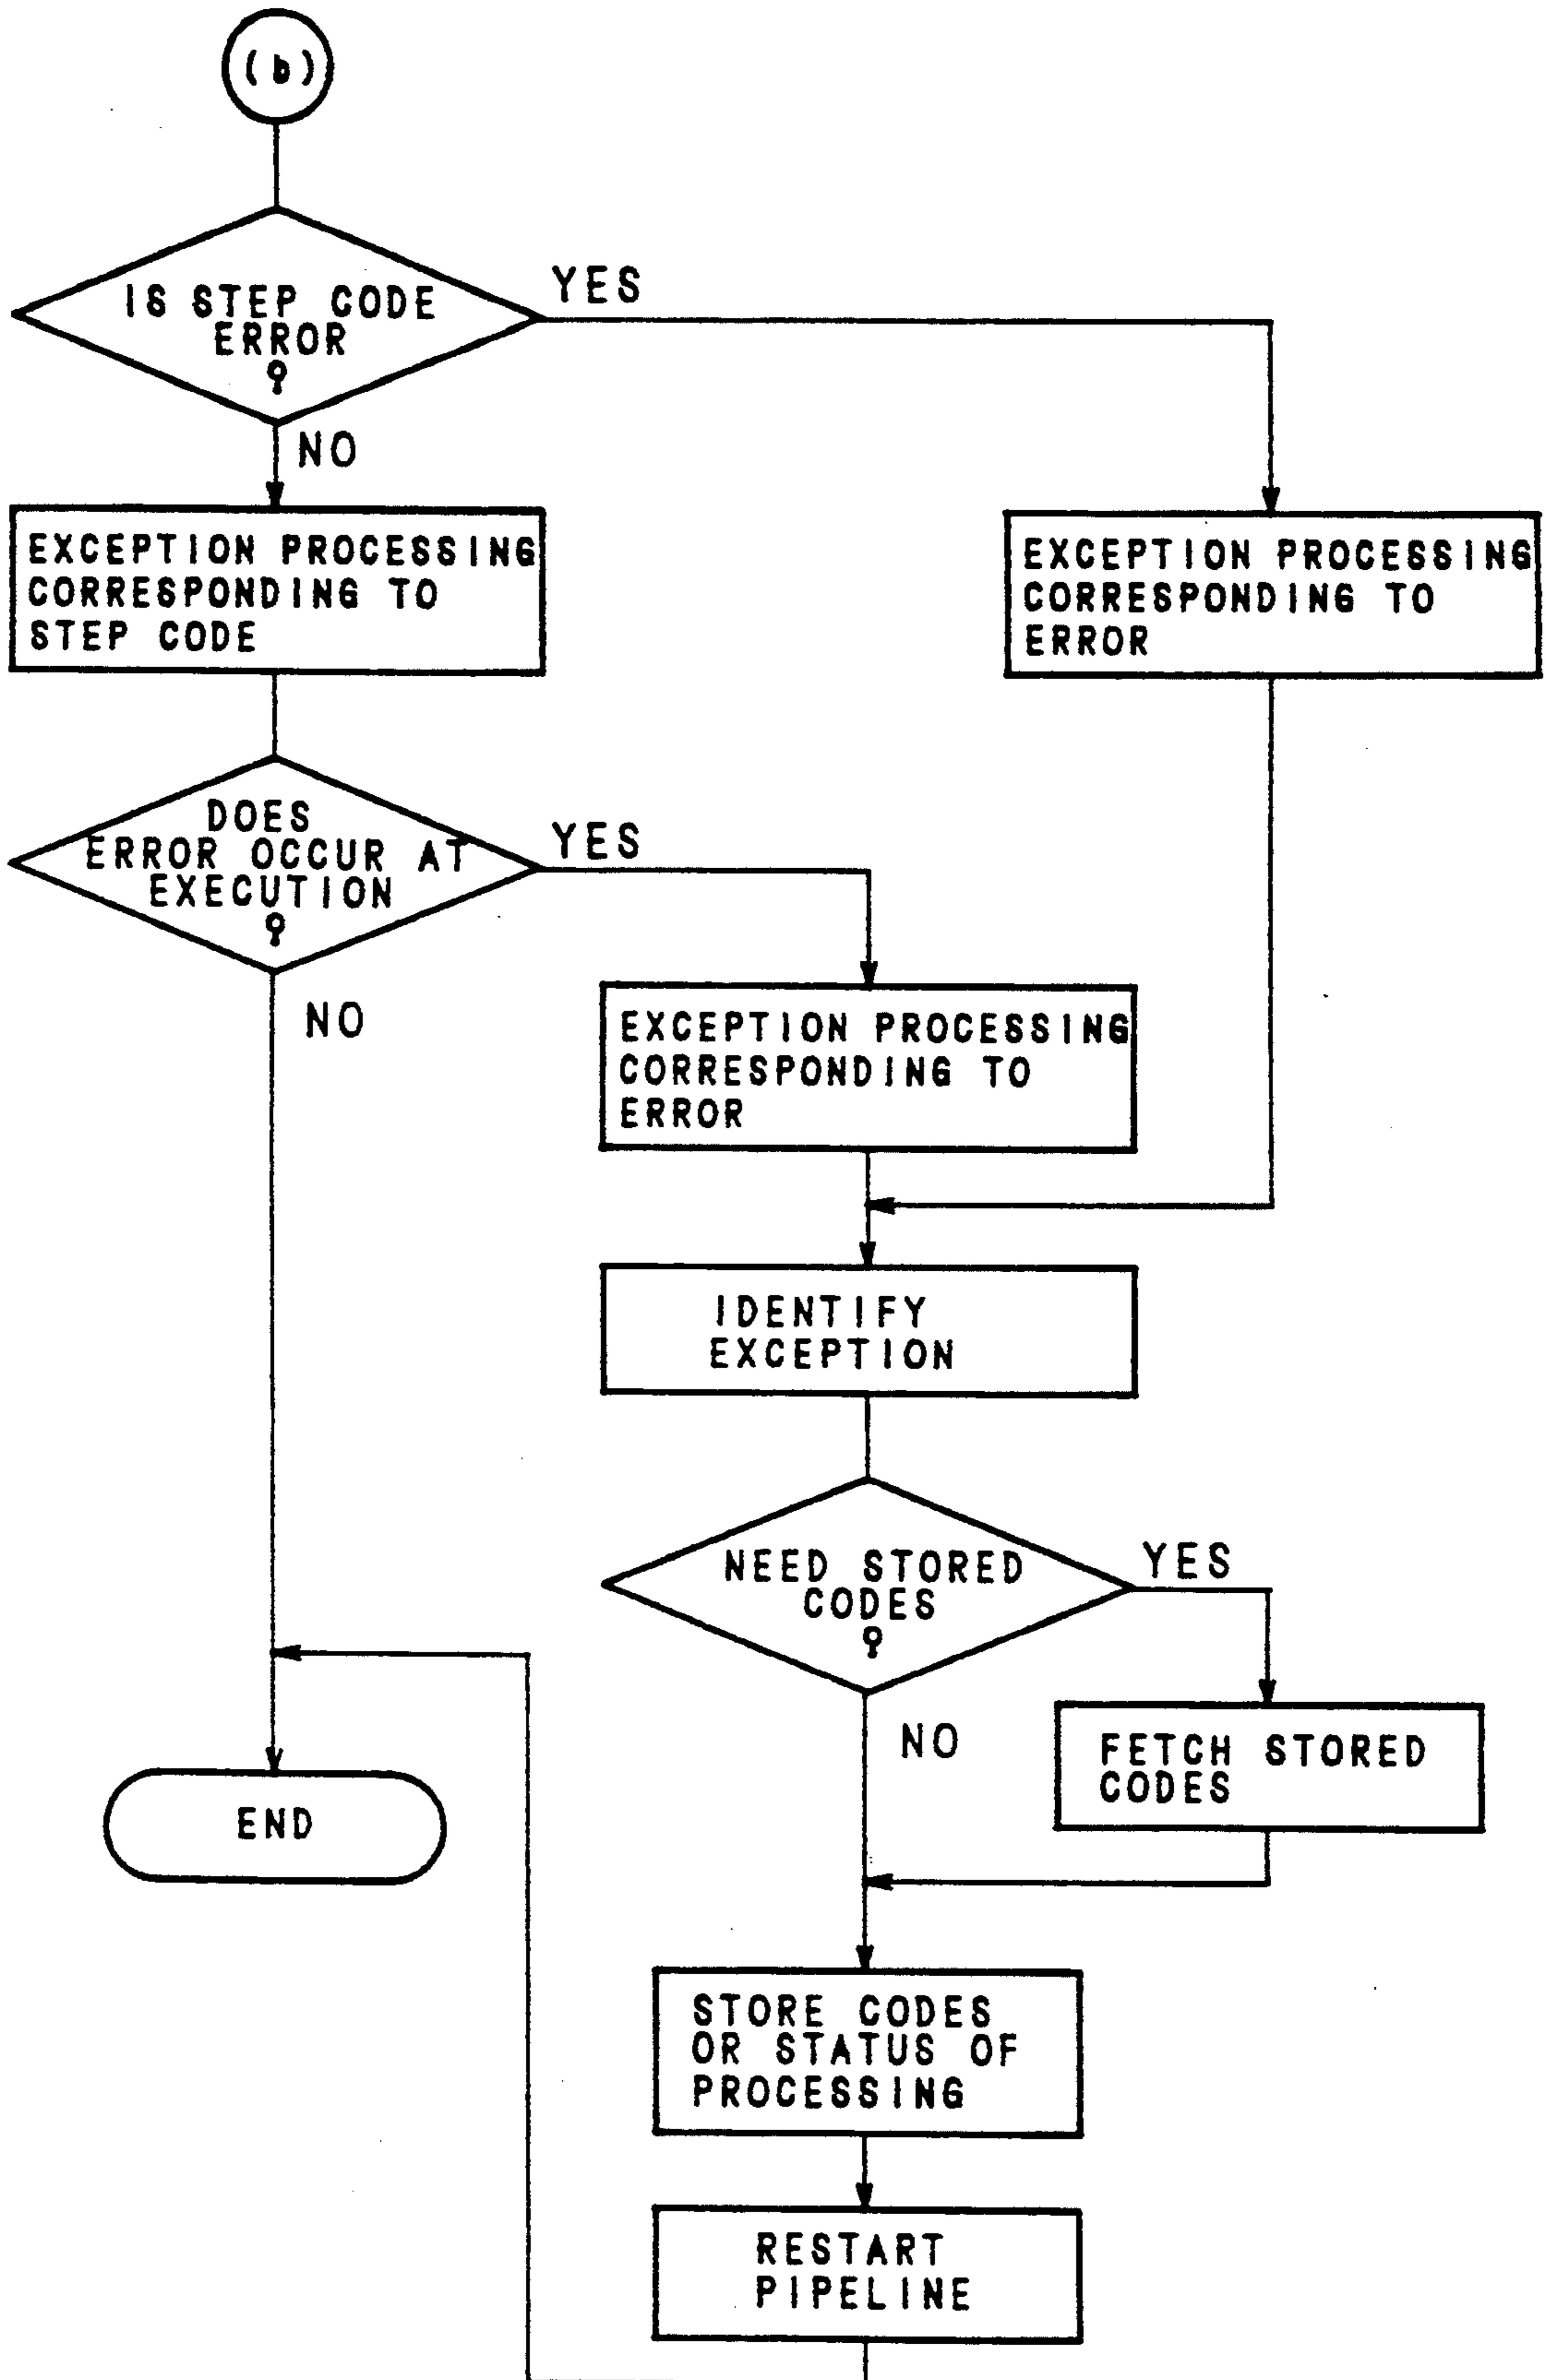 (b)
IS STEP CODE
ERROR
?
YES
NO
EXCEPTION PROCESSING
CORRESPONDING TO
STEP CODE
EXCEPTION PROCESSING
CORRESPONDING TO
ERROR
DOES
ERROR OCCUR AT
EXECUTION
?
YES
NO
EXCEPTION PROCESSING
CORRESPONDING TO
ERROR
IDENTIFY
EXCEPTION
NEED STORED
CODES
?
YES
NO
FETCH STORED
CODES
END
STORE CODES
OR STATUS OF
PROCESSING
RESTART
PIPELINE